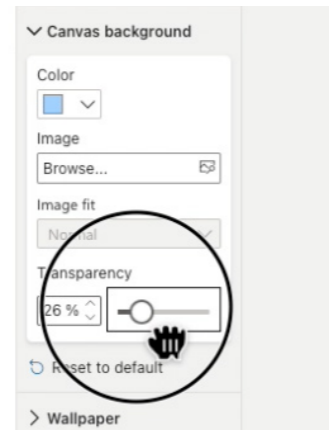 Canvas background
Color
Image
Browse...
Image fit
Normal
Transparency
26 %
Reset to default
Wallpaper